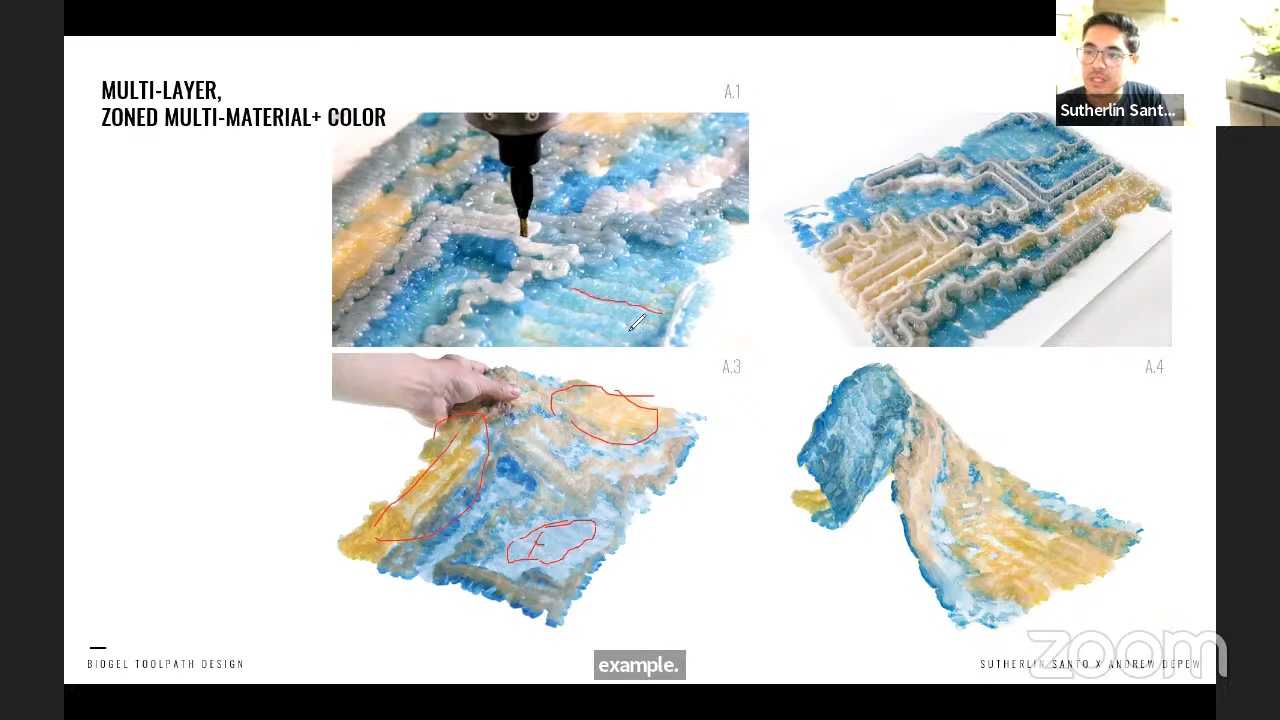 MULTI-LAYER,
ZONED MULTI-MATERIAL+ COLOR
A.1
Sutherlin Sant...
A.3
A.4
BIOGEL TOOLPATH DESIGN
example.
SUTHERLIN SANTO X ANDREW DEPEW
zoom